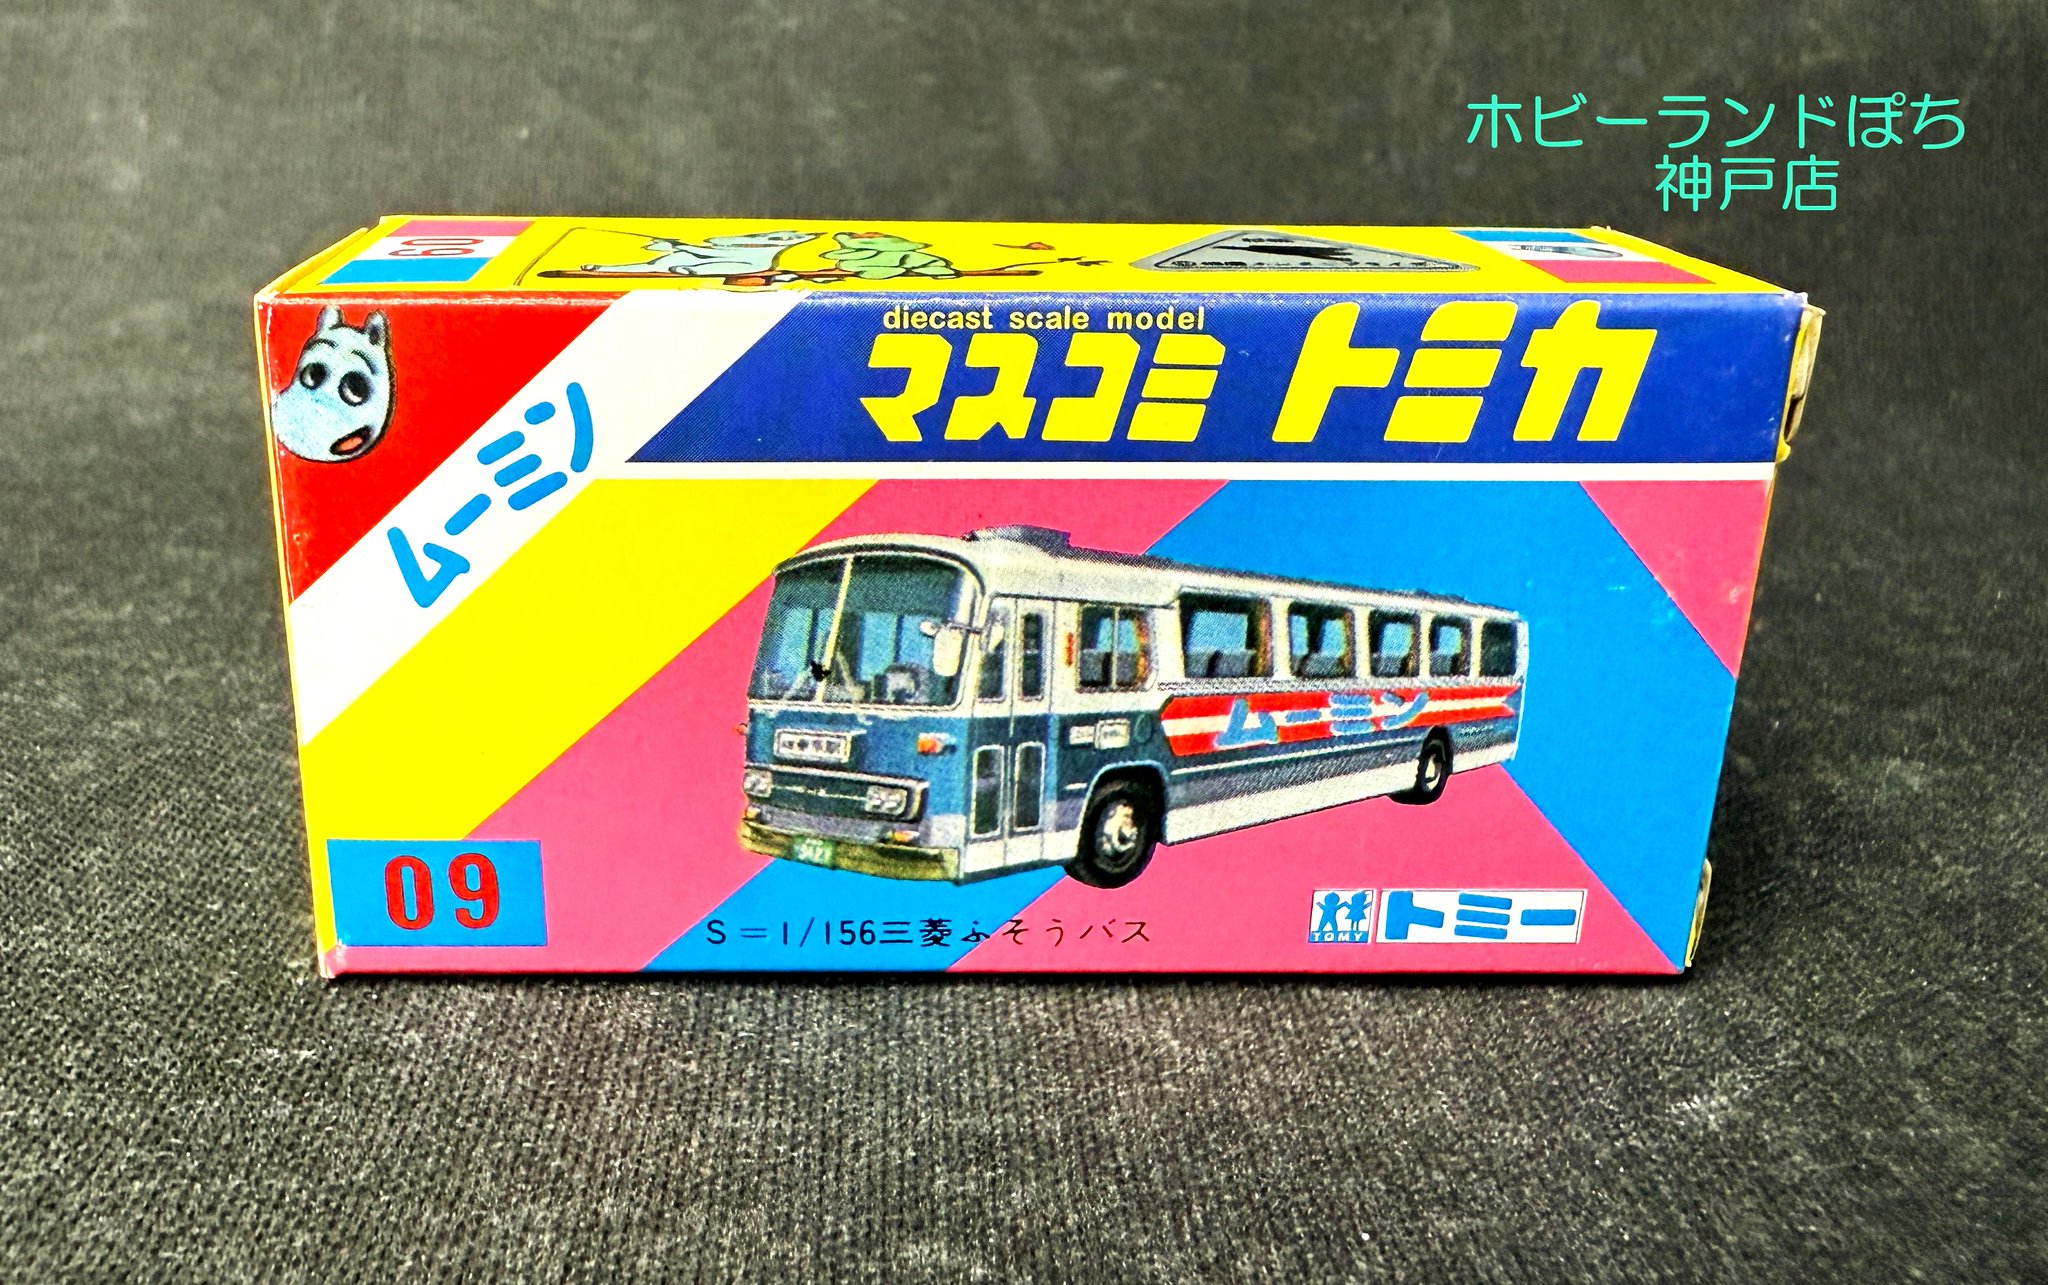 ホビーランドぽち
神戸店
09
diecast scale model
マスコミ トミカ
ムーミン
ムーミン
09
S=1/156三菱ふそうバス
TOMY
トミー